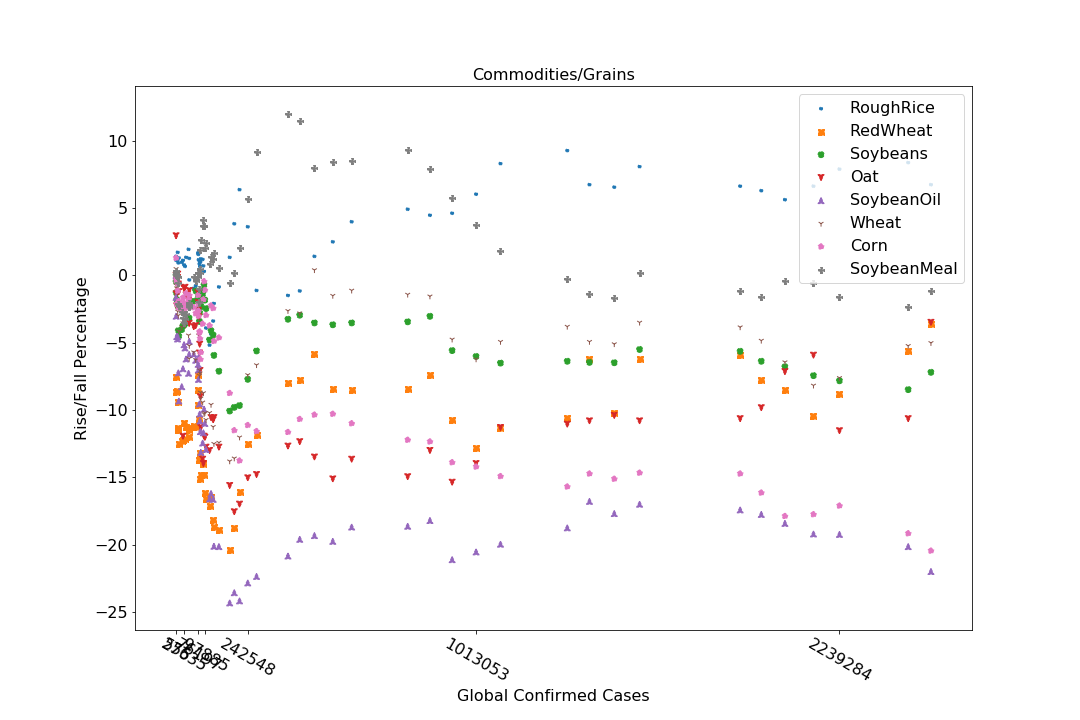 Commodities/Grains
RoughRice
RedWheat
Soybeans
Oat
SoybeanOil
Wheat
Corn
SoybeanMeal
Rise/Fall Percentage
10
5
0
−5
−10
−15
−20
−25
242548
1013053
2239284
Global Confirmed Cases